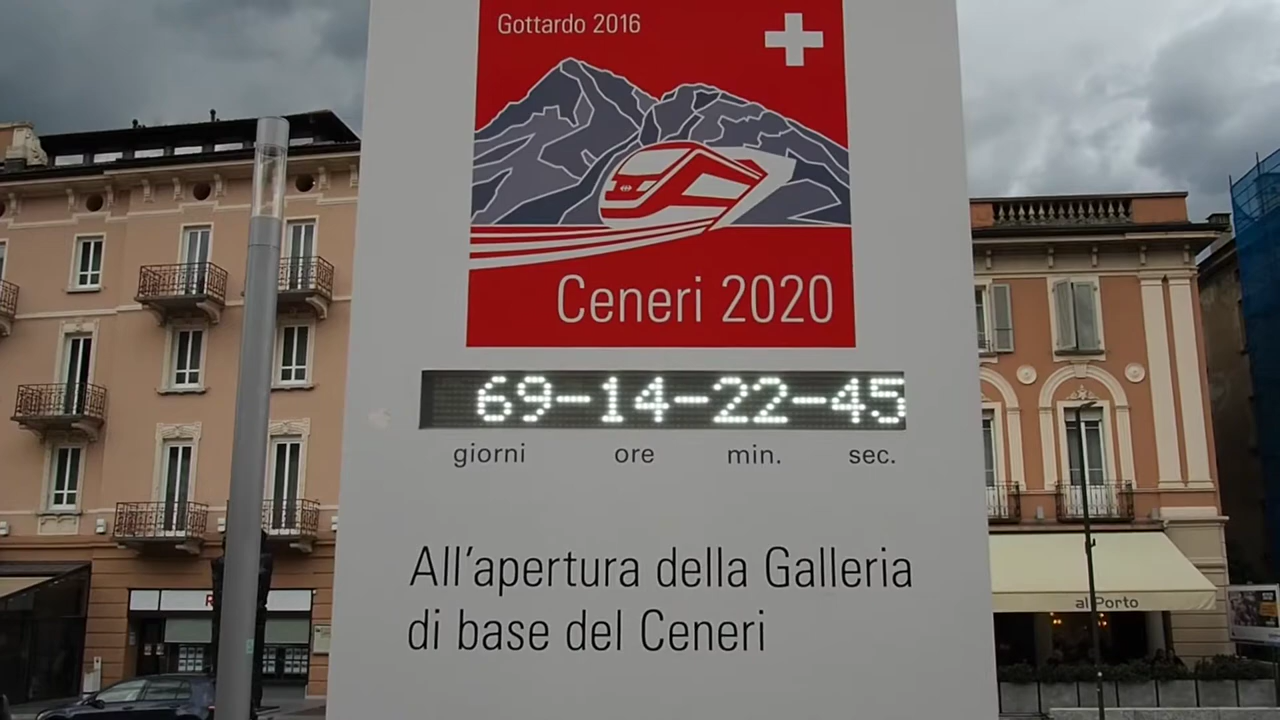 Gottardo 2016
Ceneri 2020
69-14-22-45
giorni ore min. sec.
All'apertura della Galleria
di base del Ceneri
al Porto